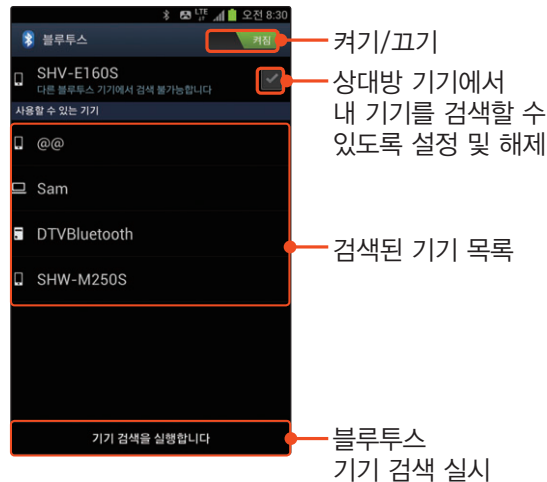 LTE 오전 8:30
블루투스
켜짐
켜기/끄기
SHV-E160S
다른 블루투스 기기에서 검색 불가능합니다
상대방 기기에서
내 기기를 검색할 수
있도록 설정 및 해제
사용할 수 있는 기기
@@
Sam
DTVBluetooth
검색된 기기 목록
SHW-M250S
기기 검색을 실행합니다
블루투스
기기 검색 실시